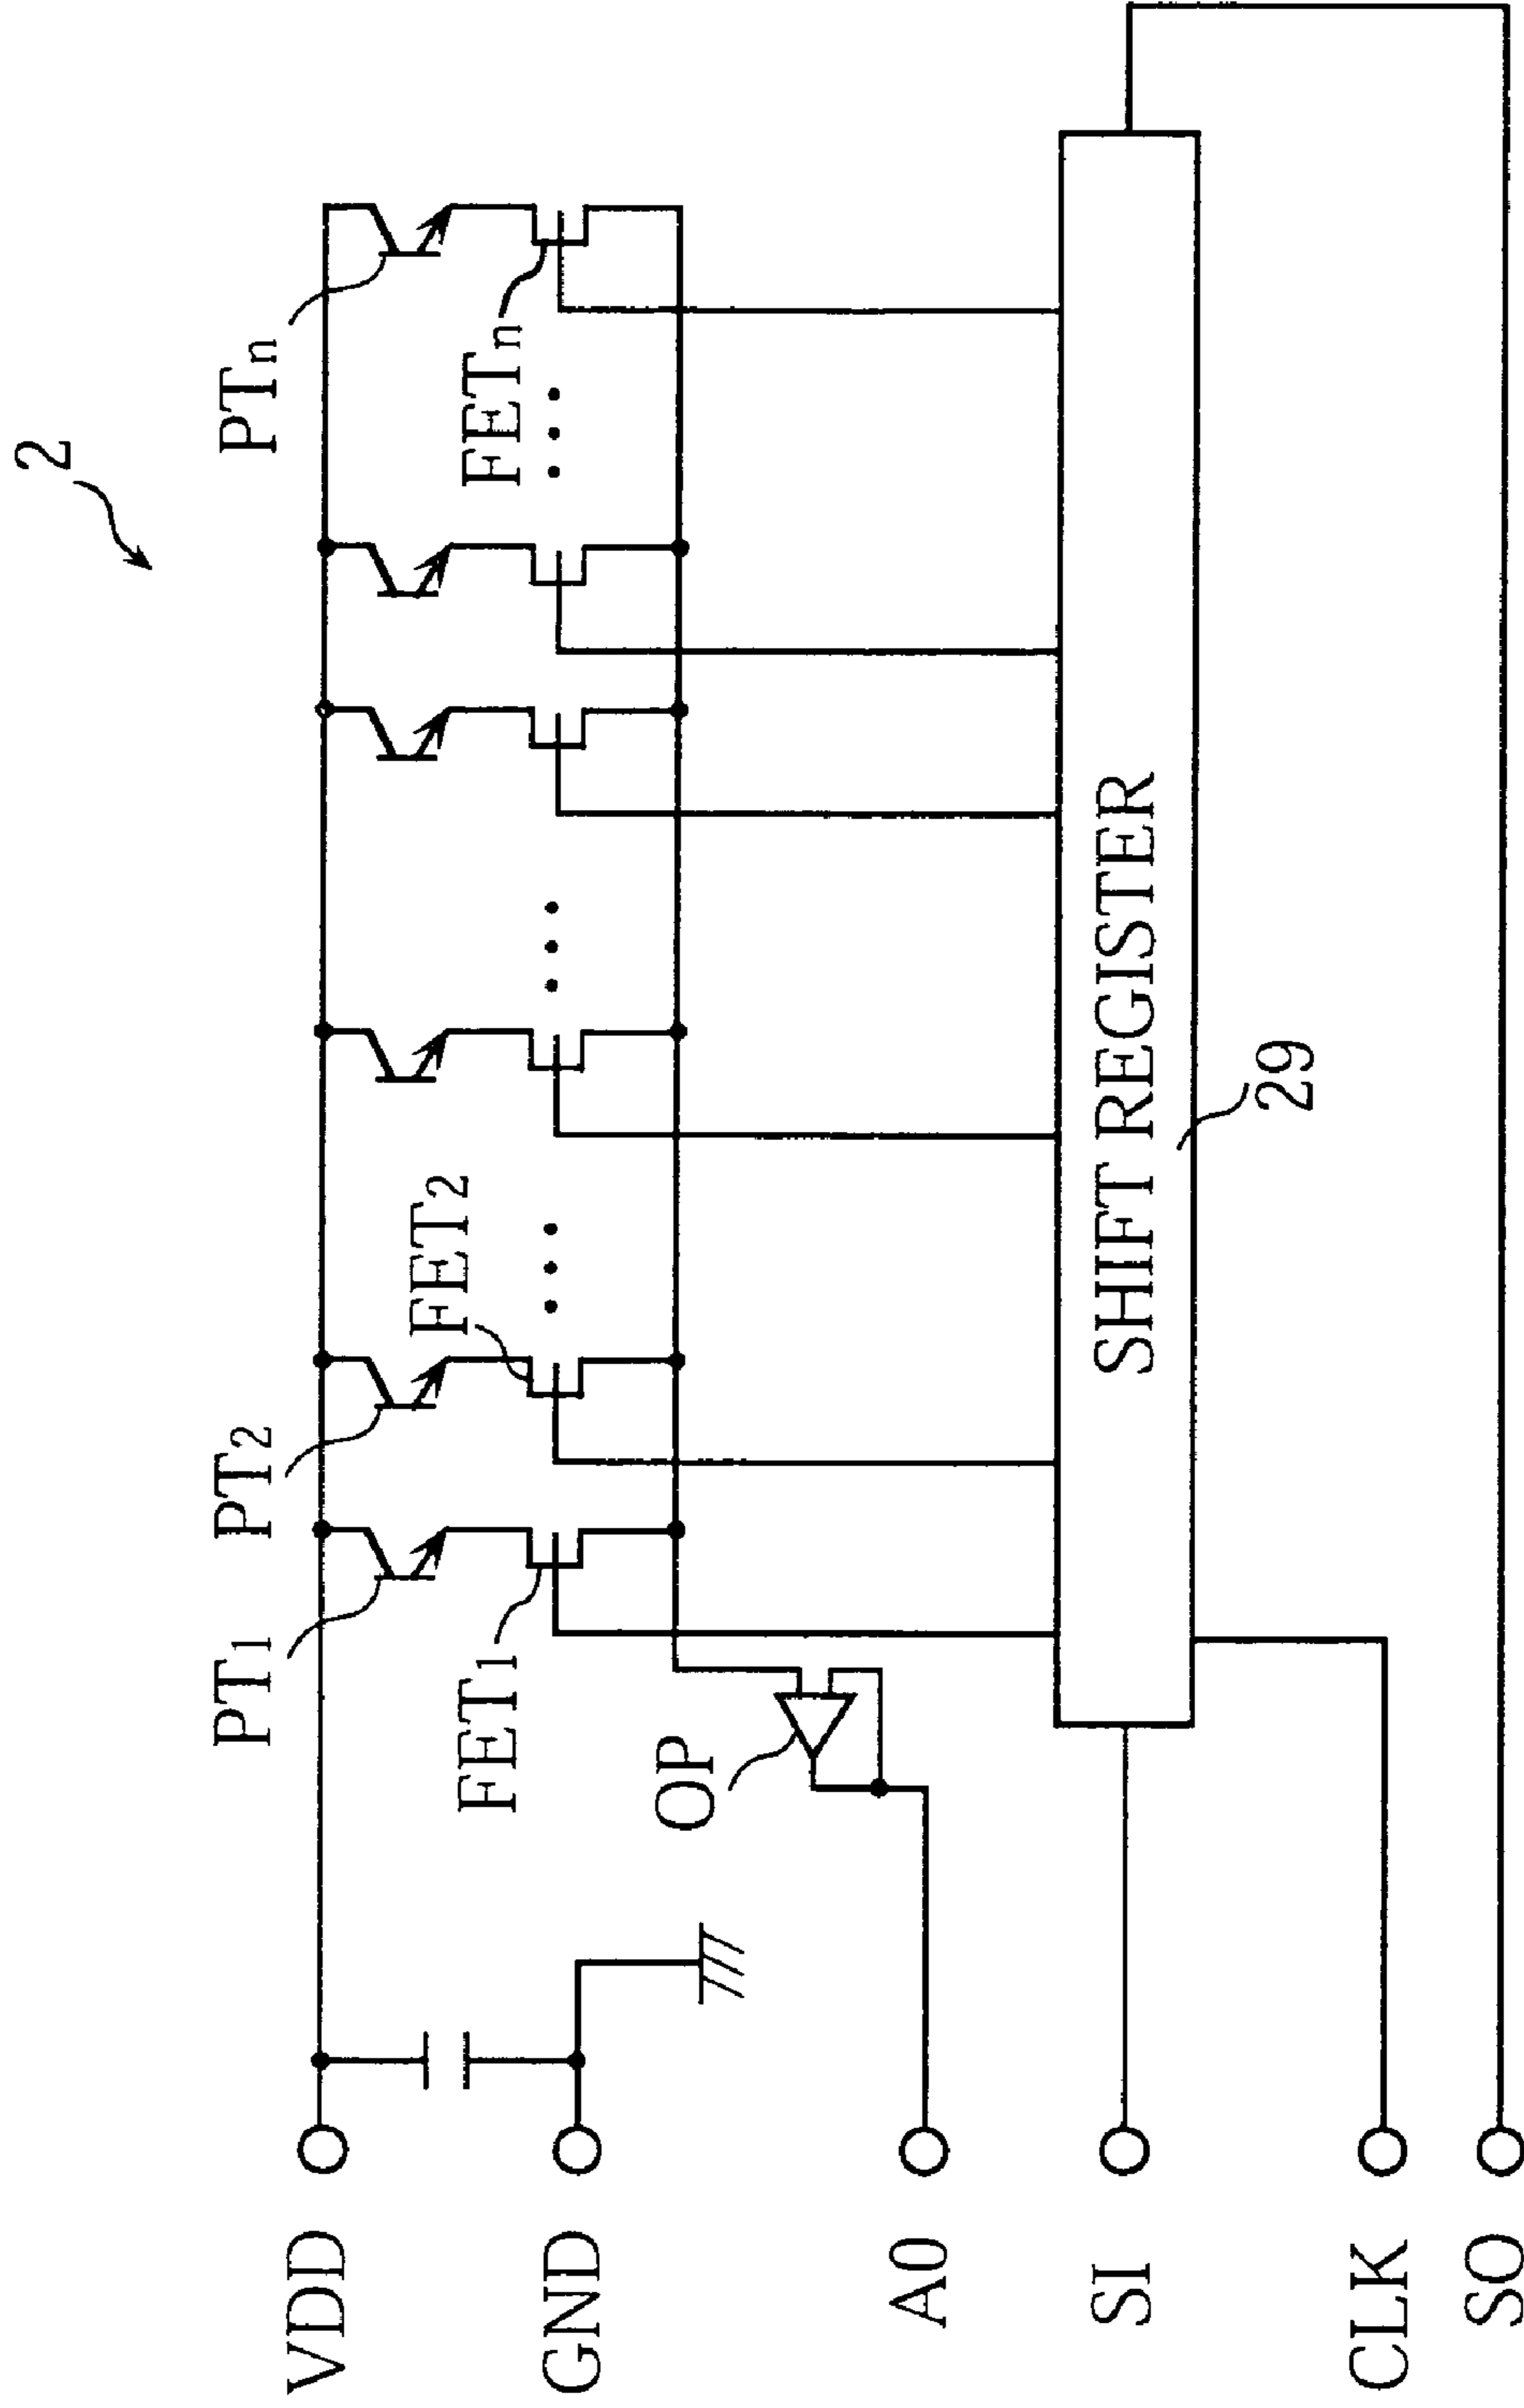 2
PTn
FETn
PT2
FET2
PT1
FET1
OP
SHIFT REGISTER
29
VDD
GND
A0
SI
CLK
SO